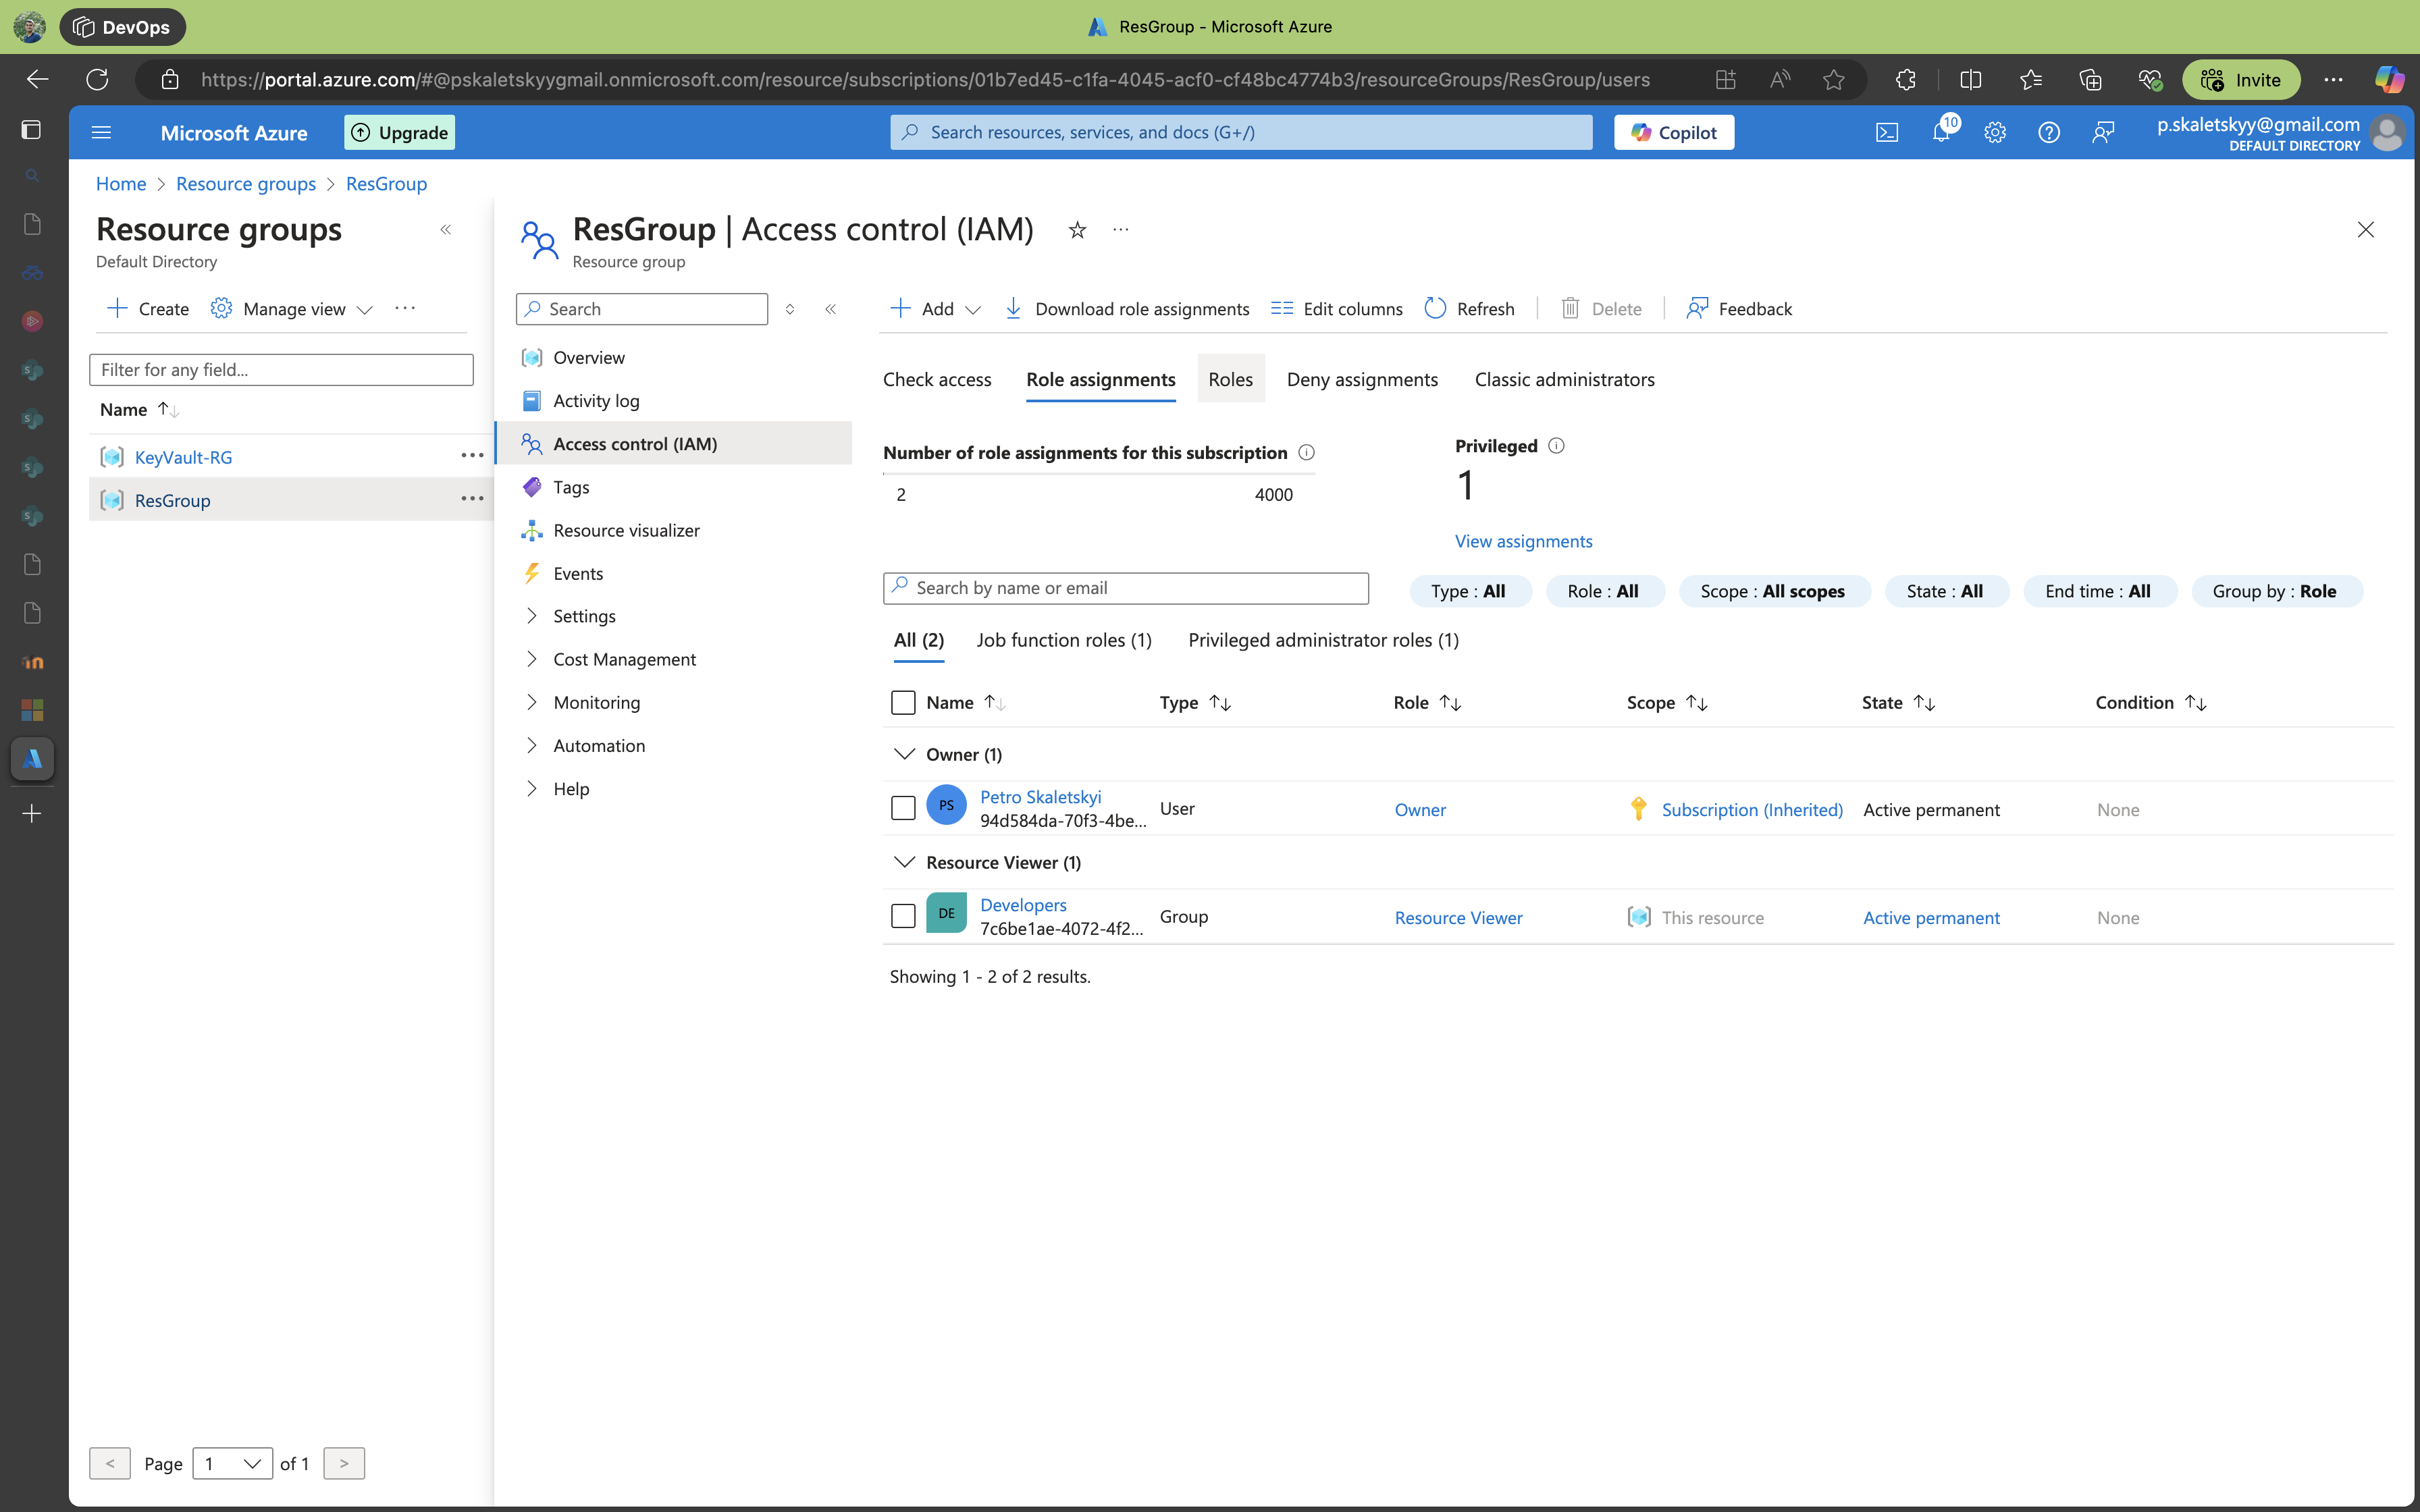 DevOps
ResGroup - Microsoft Azure
https://portal.azure.com/#@pskaletskyygmail.onmicrosoft.com/resource/subscriptions/01b7ed45-c1fa-4045-acf0-cf48bc4774b3/resourceGroups/ResGroup/users
Invite
Microsoft Azure
Upgrade
Search resources, services, and docs (G+/)
Copilot
10
p.skaletskyy@gmail.com
DEFAULT DIRECTORY
Home > Resource groups > ResGroup
Resource groups
Default Directory
Create
Manage view
Filter for any field...
Name
KeyVault-RG
ResGroup
< Page 1 of 1 >
ResGroup | Access control (IAM)
Resource group
Search
Overview
Activity log
Access control (IAM)
Tags
Resource visualizer
Events
Settings
Cost Management
Monitoring
Automation
Help
Add
Download role assignments
Edit columns
Refresh
Delete
Feedback
Check access
Role assignments
Roles
Deny assignments
Classic administrators
Number of role assignments for this subscription
2 4000
Privileged
1
View assignments
Search by name or email
Type : All
Role : All
Scope : All scopes
State : All
End time : All
Group by : Role
All (2)
Job function roles (1)
Privileged administrator roles (1)
Name Type Role Scope State Condition
Owner (1)
PS Petro Skaletskyi User Owner Subscription (Inherited) Active permanent None
94d584da-70f3-4be...
Resource Viewer (1)
DE Developers Group Resource Viewer This resource Active permanent None
7c6be1ae-4072-4f2...
Showing 1 - 2 of 2 results.